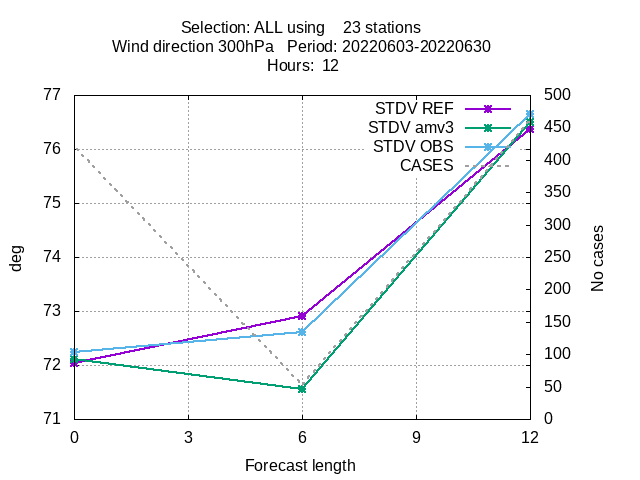 Selection: ALL using    23 stations
Wind direction 300hPa   Period: 20220603-20220630
Hours:  12
77
76
75
74
73
72
71
500
450
400
350
300
250
200
150
100
50
0
STDV REF
STDV amv3
STDV OBS
CASES
deg
No cases
0 3 6 9 12
Forecast length